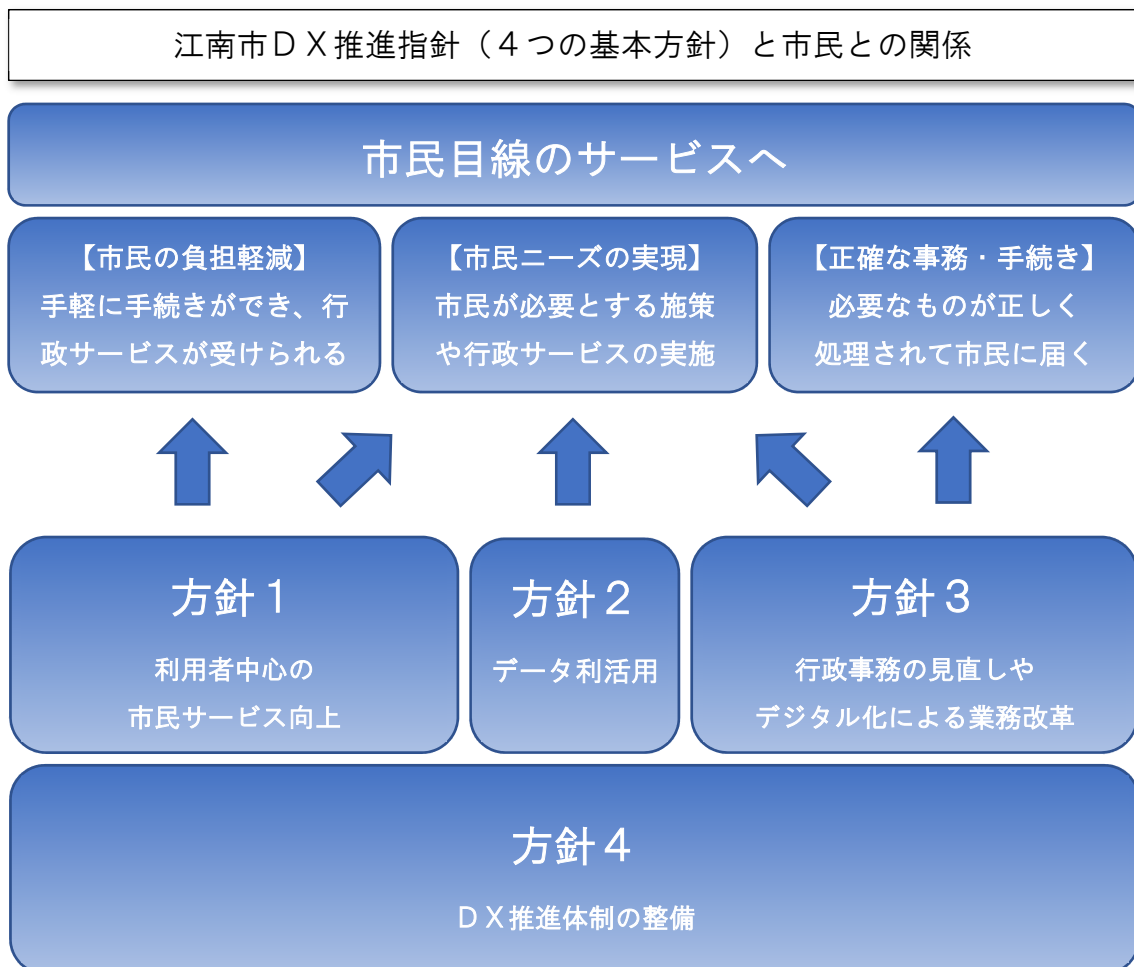 江南市ＤＸ推進指針（４つの基本方針）と市民との関係
市民目線のサービスへ
【市民の負担軽減】
手軽に手続きができ、行
政サービスが受けられる
【市民ニーズの実現】
市民が必要とする施策
や行政サービスの実施
【正確な事務・手続き】
必要なものが正しく
処理されて市民に届く
方針１
利用者中心の
市民サービス向上
方針２
データ利活用
方針３
行政事務の見直しや
デジタル化による業務改革
方針４
ＤＸ推進体制の整備